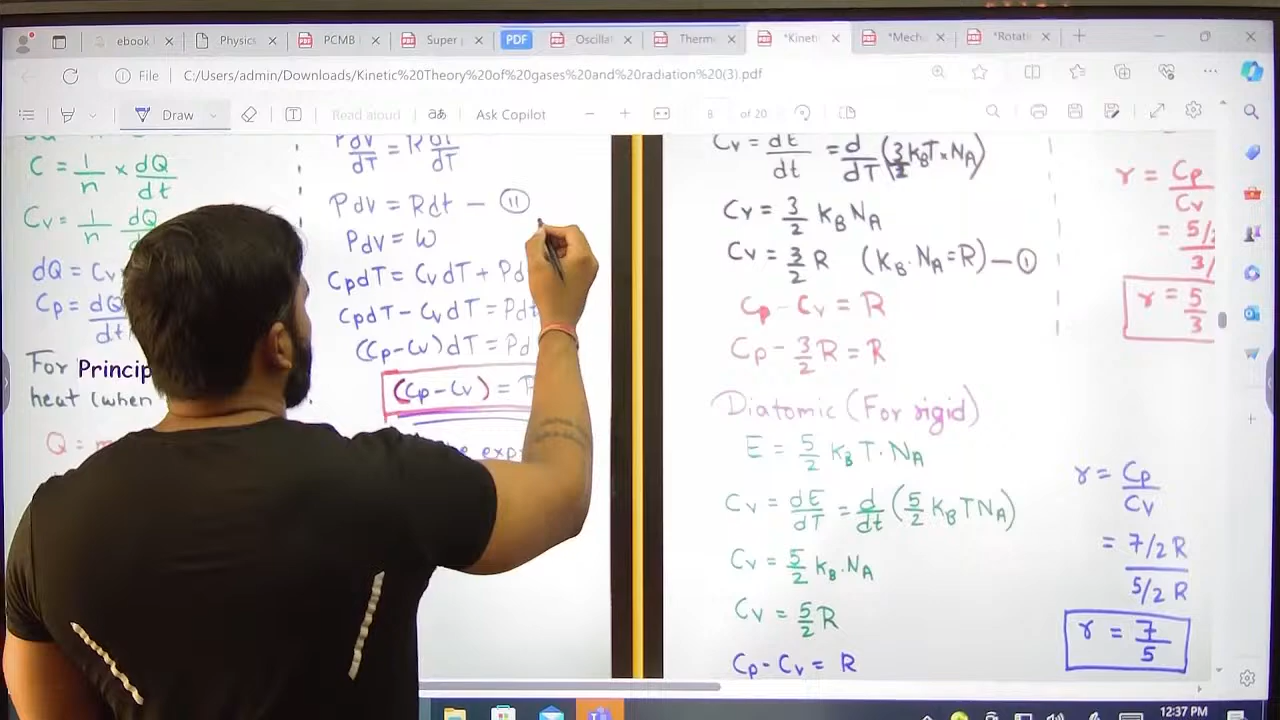 ebook
Physics
PCMB
Super
PDF
Oscilla
Therm
*Kineti
*Mech
*Rotati
File
C:/Users/admin/Downloads/Kinetic%20Theory%20of%20gases%20and%20radiation%20(3).pdf
Draw
Read aloud
Ask Copilot
8
of 20
C = 1/n × dQ/dt
Cv = 1/n dQ
dQ = Cv
Cp = dQ/dt
For Princip
heat (when
Q = m
Pdv/dT = R dT/dT
Pdv = Rdt — (11)
Pdv = W
CpdT = CvdT + Pd
CpdT - CvdT = Pd
(Cp-Cv)dT = Pd
(Cp-Cv) =
Cv = dE/dt = d/dT (3/2 KBT × NA)
Cv = 3/2 KB NA
Cv = 3/2 R (KB·NA=R) — (1)
Cp - Cv = R
Cp - 3/2 R = R
Diatomic (For rigid)
E = 5/2 KB T·NA
Cv = dE/dT = d/dt (5/2 KB TNA)
Cv = 5/2 KB·NA
Cv = 5/2 R
Cp - Cv = R
r = Cp/Cv
= 5/
3/
r = 5/3
r = Cp/Cv
= 7/2 R / 5/2 R
r = 7/5
12:37 PM